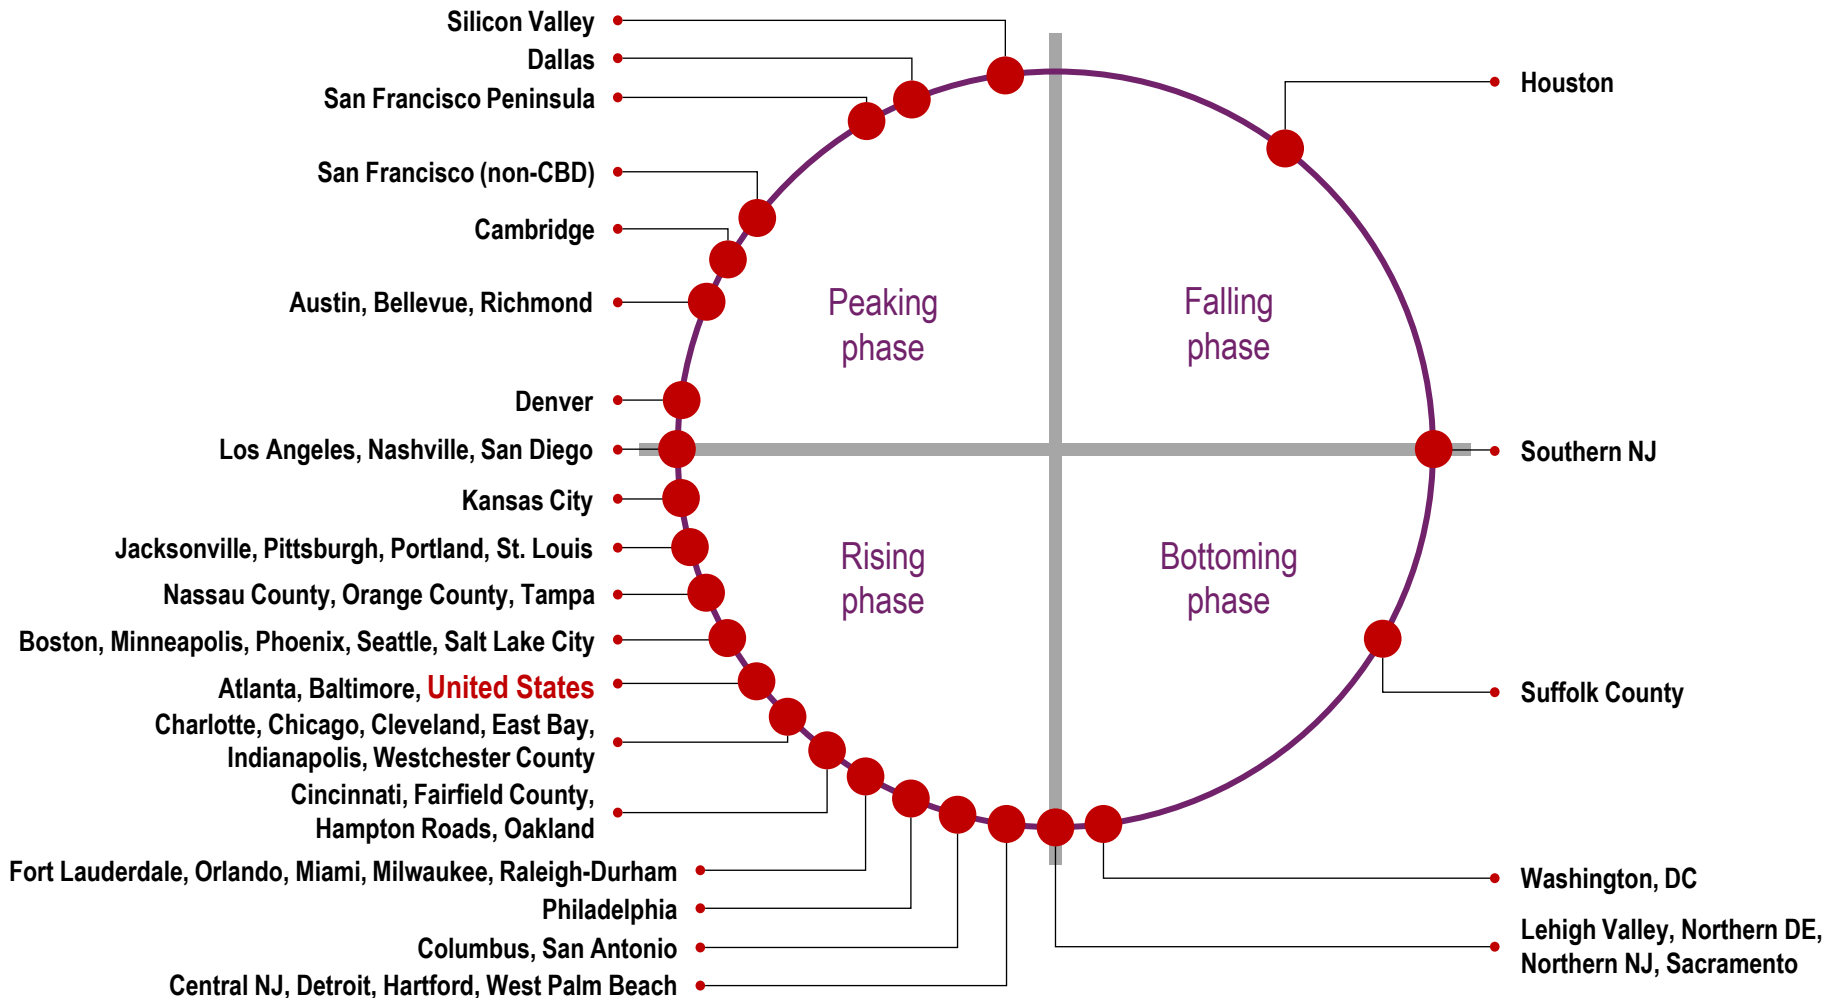 Silicon Valley
Dallas
San Francisco Peninsula
San Francisco (non-CBD)
Cambridge
Austin, Bellevue, Richmond
Denver
Los Angeles, Nashville, San Diego
Kansas City
Jacksonville, Pittsburgh, Portland, St. Louis
Nassau County, Orange County, Tampa
Boston, Minneapolis, Phoenix, Seattle, Salt Lake City
Atlanta, Baltimore, United States
Charlotte, Chicago, Cleveland, East Bay,
Indianapolis, Westchester County
Cincinnati, Fairfield County,
Hampton Roads, Oakland
Fort Lauderdale, Orlando, Miami, Milwaukee, Raleigh-Durham
Philadelphia
Columbus, San Antonio
Central NJ, Detroit, Hartford, West Palm Beach
Peaking
phase
Falling
phase
Rising
phase
Bottoming
phase
Houston
Southern NJ
Suffolk County
Washington, DC
Lehigh Valley, Northern DE,
Northern NJ, Sacramento